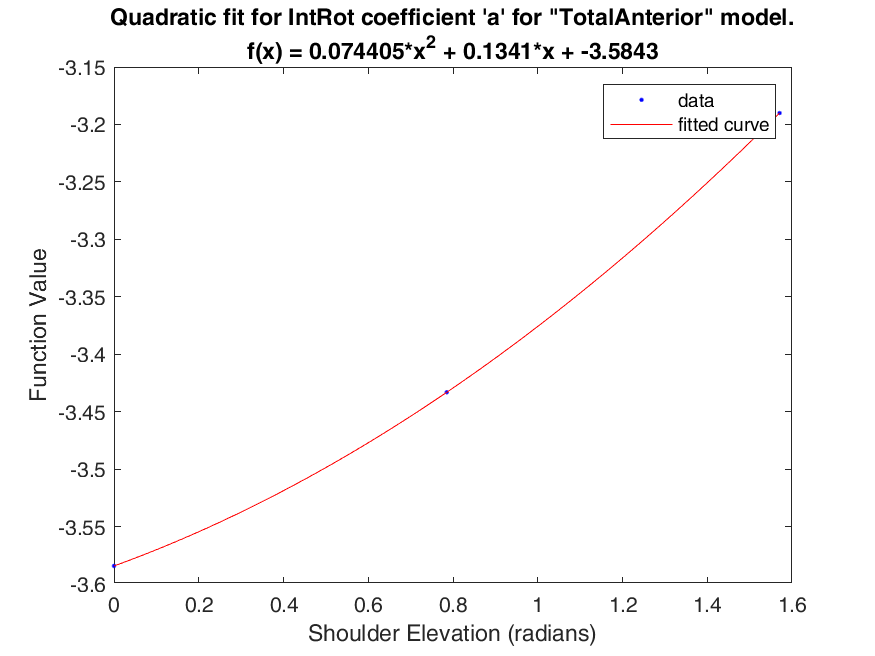 Quadratic fit for IntRot coefficient 'a' for "TotalAnterior" model.
f(x) = 0.074405*x² + 0.1341*x + -3.5843
data
fitted curve
-3.15
-3.2
-3.25
-3.3
-3.35
-3.4
-3.45
-3.5
-3.55
-3.6
Function Value
0 0.2 0.4 0.6 0.8 1 1.2 1.4 1.6
Shoulder Elevation (radians)